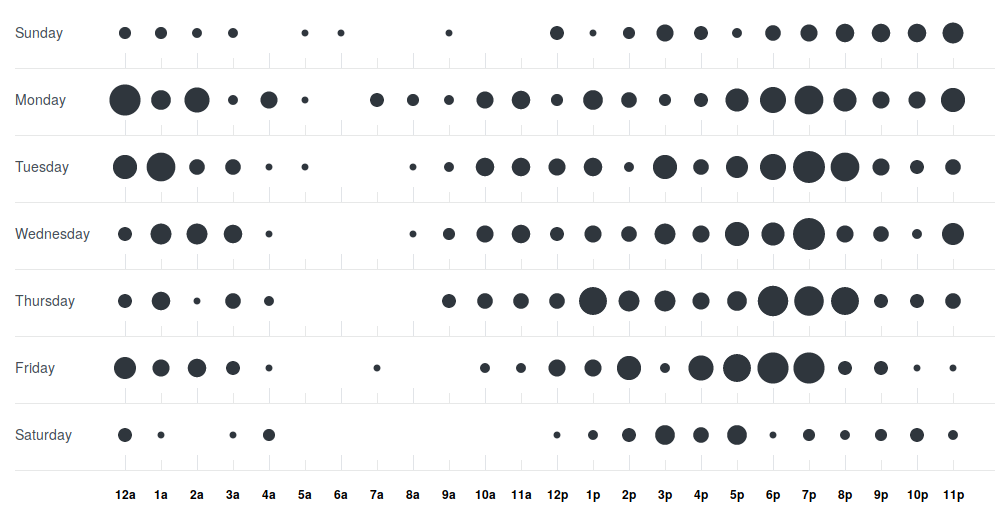 Sunday
Monday
Tuesday
Wednesday
Thursday
Friday
Saturday
12a 1a 2a 3a 4a 5a 6a 7a 8a 9a 10a 11a 12p 1p 2p 3p 4p 5p 6p 7p 8p 9p 10p 11p